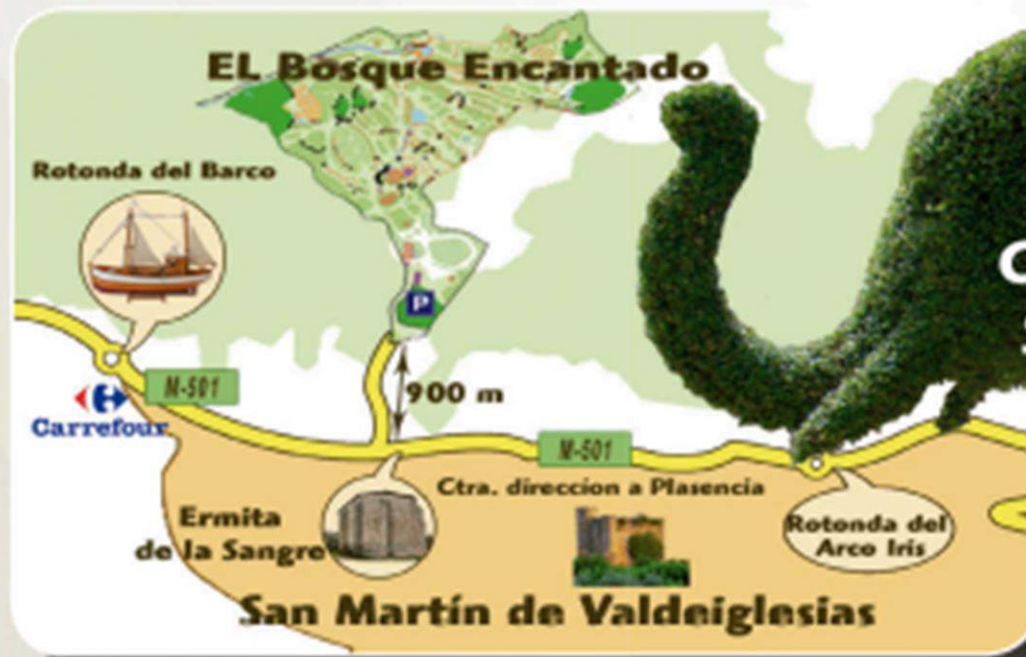 EL Bosque Encantado
Rotonda del Barco
P
M-501
900 m
Carrefour
M-501
Ctra. direccion a Plasencia
Ermita
de la Sangre
Rotonda del
Arco Iris
San Martín de Valdeiglesias